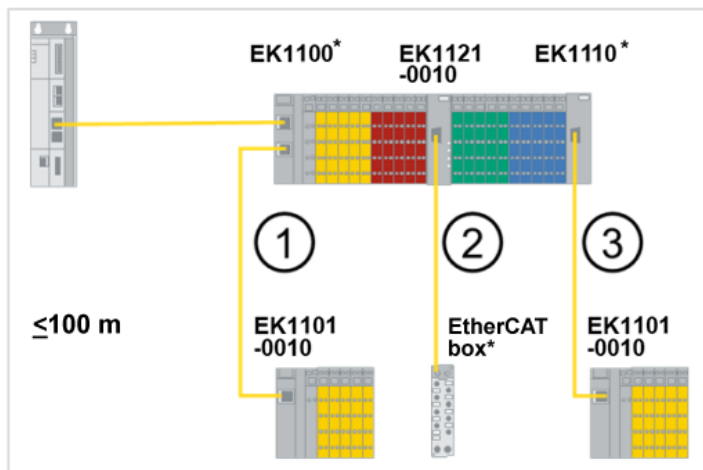 EK1100* EK1121 EK1110*
-0010
1 2 3
≤100 m
EK1101 EtherCAT EK1101
-0010 box* -0010